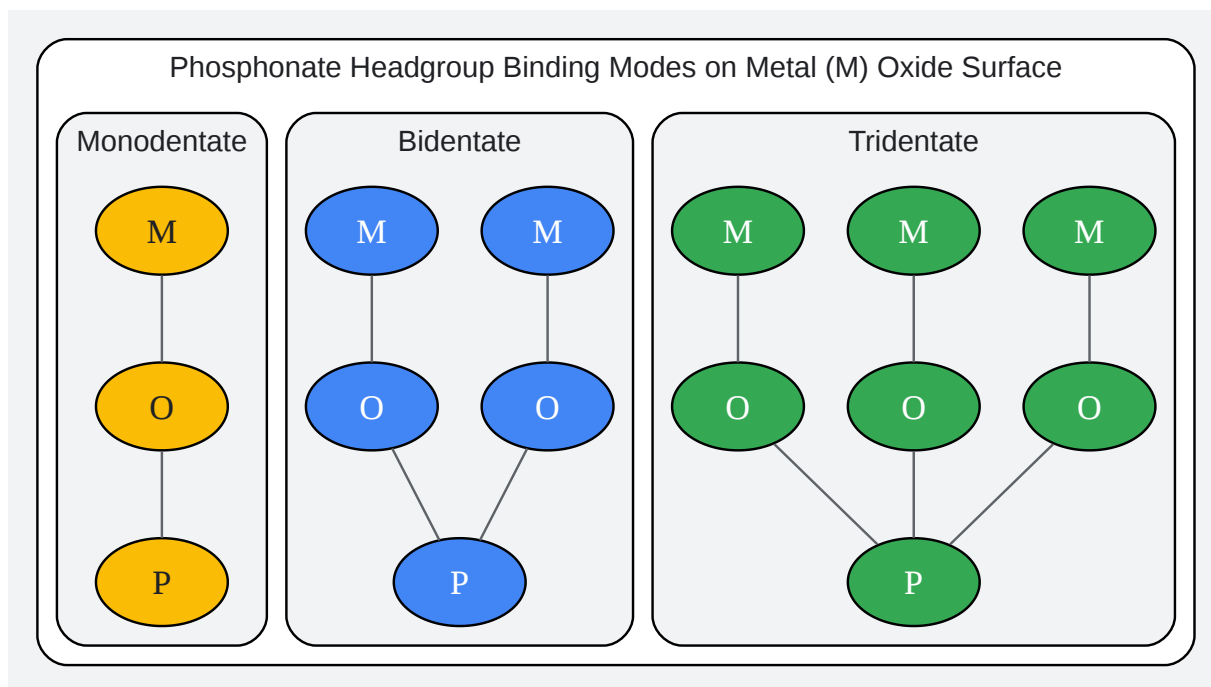 Phosphonate Headgroup Binding Modes on Metal (M) Oxide Surface
Monodentate
M
O
P
Bidentate
M M
O O
P
Tridentate
M M M
O O O
P